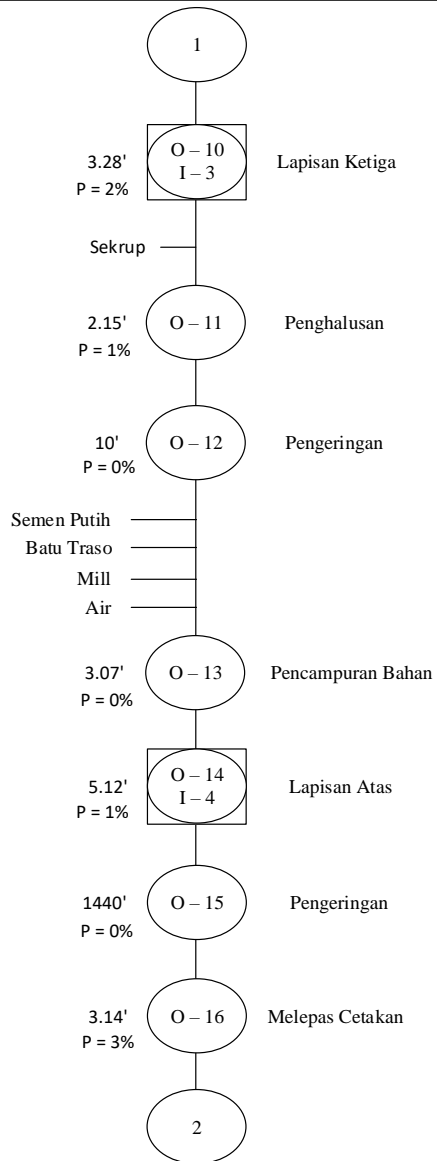 1
3.28'
P = 2%
O – 10
I – 3
Lapisan Ketiga
Sekrup
2.15'
P = 1%
O – 11
Penghalusan
10'
P = 0%
O – 12
Pengeringan
Semen Putih
Batu Traso
Mill
Air
3.07'
P = 0%
O – 13
Pencampuran Bahan
5.12'
P = 1%
O – 14
I – 4
Lapisan Atas
1440'
P = 0%
O – 15
Pengeringan
3.14'
P = 3%
O – 16
Melepas Cetakan
2